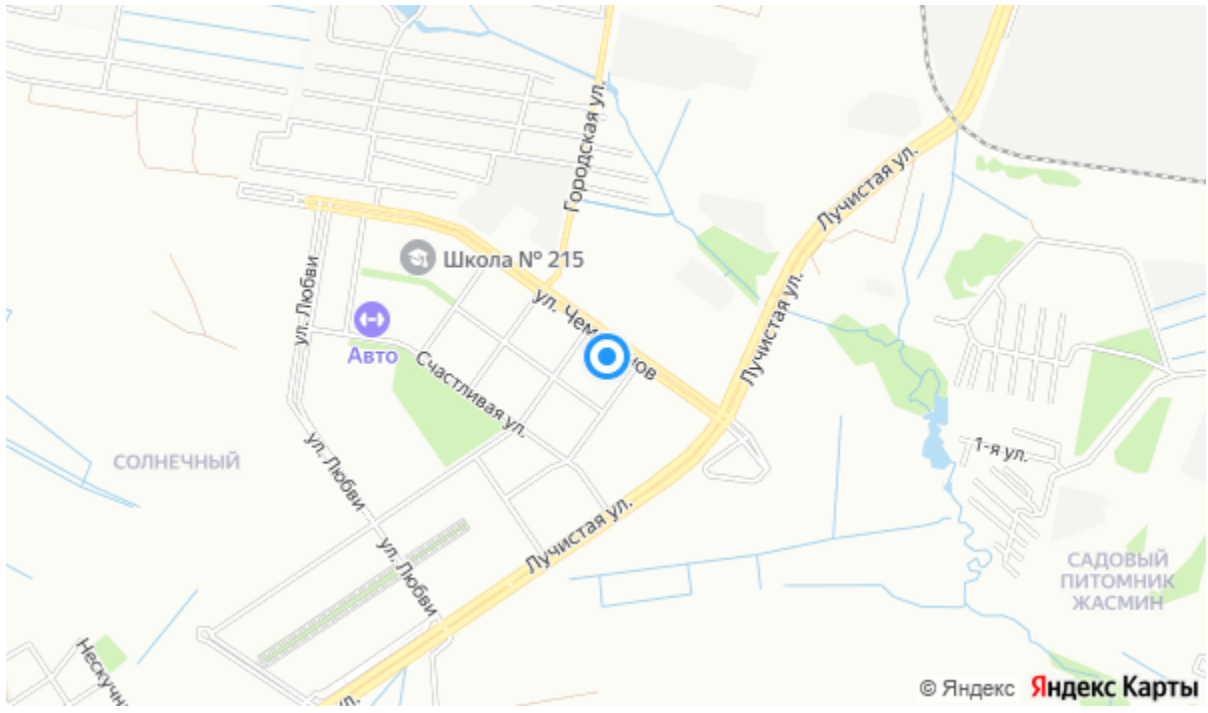 Городская ул.
Лучистая ул.
Школа № 215
ул. Любви
ул.
Лучистая ул.
Авто
Счастливая ул.
1-я ул.
СОЛНЕЧНЫЙ
ул. Любви
Лучистая ул.
ул. Любви
САДОВЫЙ
ПИТОМНИК
ЖАСМИН
© Яндекс Яндекс Карты